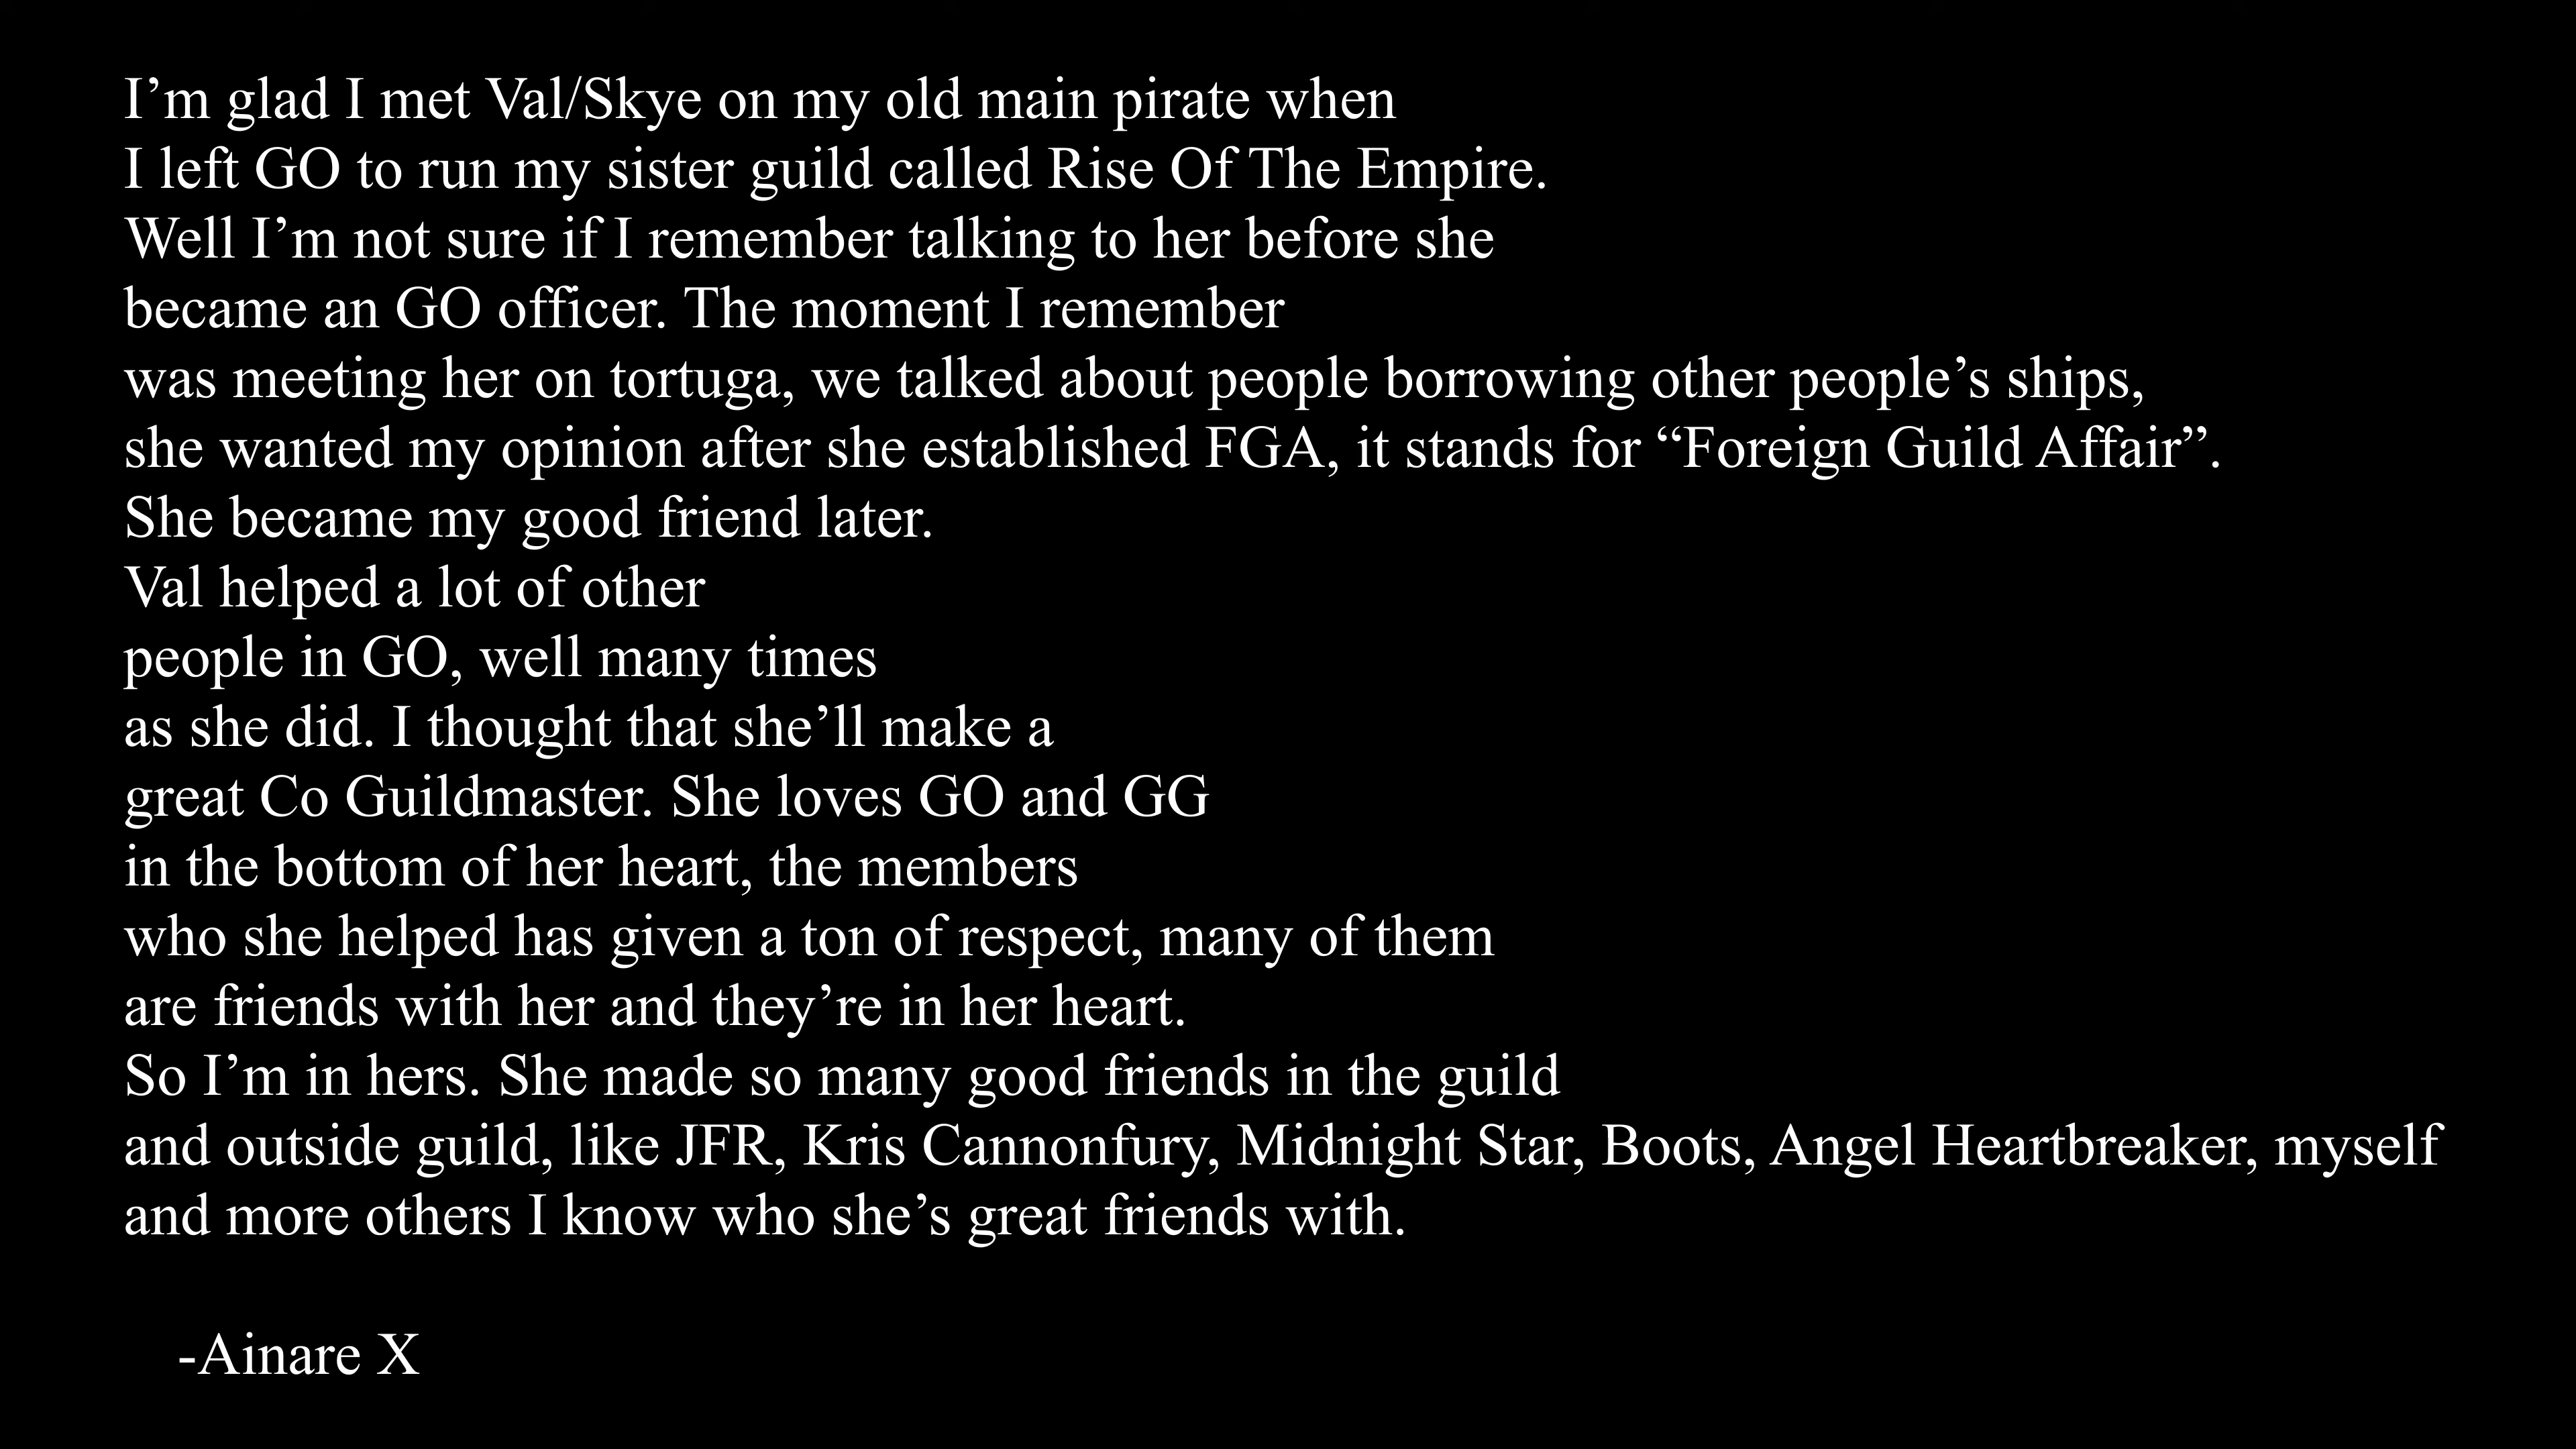 I’m glad I met Val/Skye on my old main pirate when
I left GO to run my sister guild called Rise Of The Empire.
Well I’m not sure if I remember talking to her before she
became an GO officer. The moment I remember
was meeting her on tortuga, we talked about people borrowing other people’s ships,
she wanted my opinion after she established FGA, it stands for “Foreign Guild Affair”.
She became my good friend later.
Val helped a lot of other
people in GO, well many times
as she did. I thought that she’ll make a
great Co Guildmaster. She loves GO and GG
in the bottom of her heart, the members
who she helped has given a ton of respect, many of them
are friends with her and they’re in her heart.
So I’m in hers. She made so many good friends in the guild
and outside guild, like JFR, Kris Cannonfury, Midnight Star, Boots, Angel Heartbreaker, myself
and more others I know who she’s great friends with.
-Ainare X